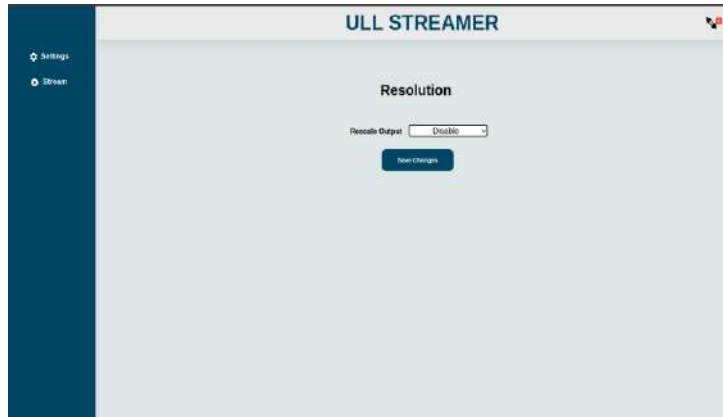 ULL STREAMER
Settings
Stream
Resolution
Rescale Output
Disable
Save Changes